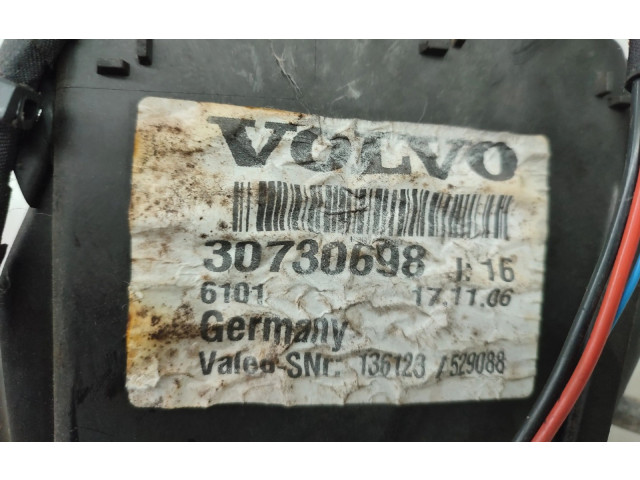 VOLVO
30730698 I: 16
6101 17.11.06
Germany
Valeo-SNr. 136123 / 529088